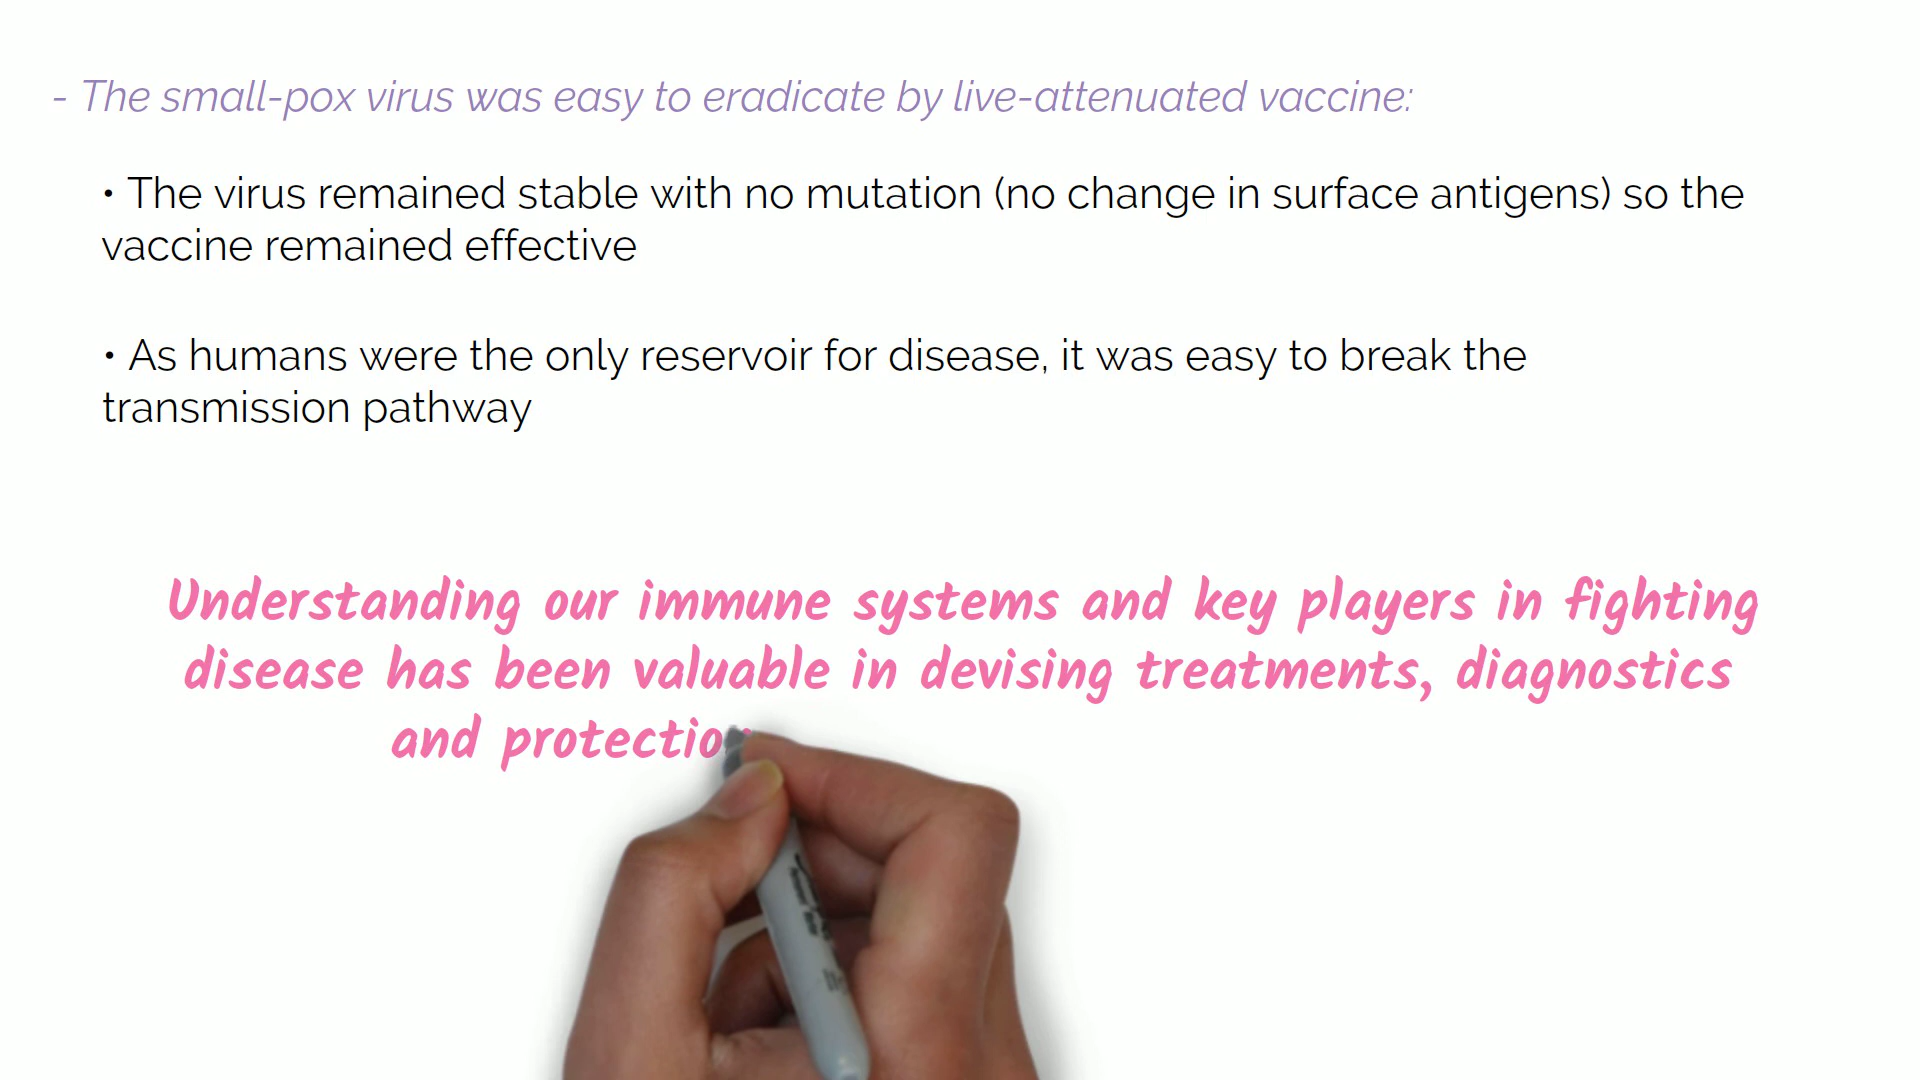 - The small-pox virus was easy to eradicate by live-attenuated vaccine:
• The virus remained stable with no mutation (no change in surface antigens) so the
vaccine remained effective
• As humans were the only reservoir for disease, it was easy to break the
transmission pathway
Understanding our immune systems and key players in fighting
disease has been valuable in devising treatments, diagnostics
and